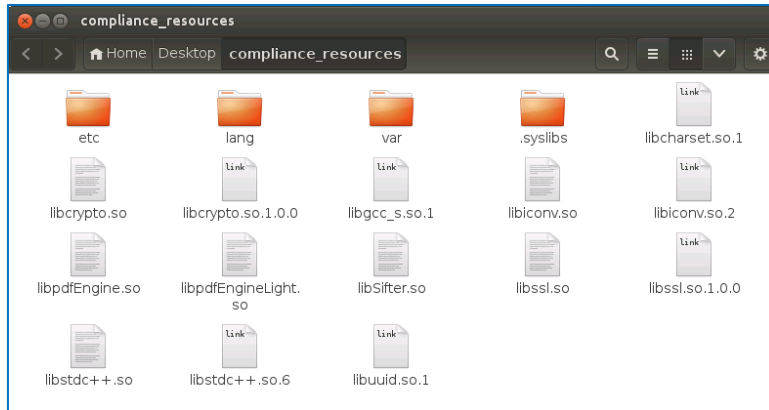 compliance_resources
Home Desktop compliance_resources
link
etc lang var .syslibs libcharset.so.1
link link link
libcrypto.so libcrypto.so.1.0.0 libgcc_s.so.1 libiconv.so libiconv.so.2
link
libpdfEngine.so libpdfEngineLight.so libSifter.so libssl.so libssl.so.1.0.0
link link
libstdc++.so libstdc++.so.6 libuuid.so.1